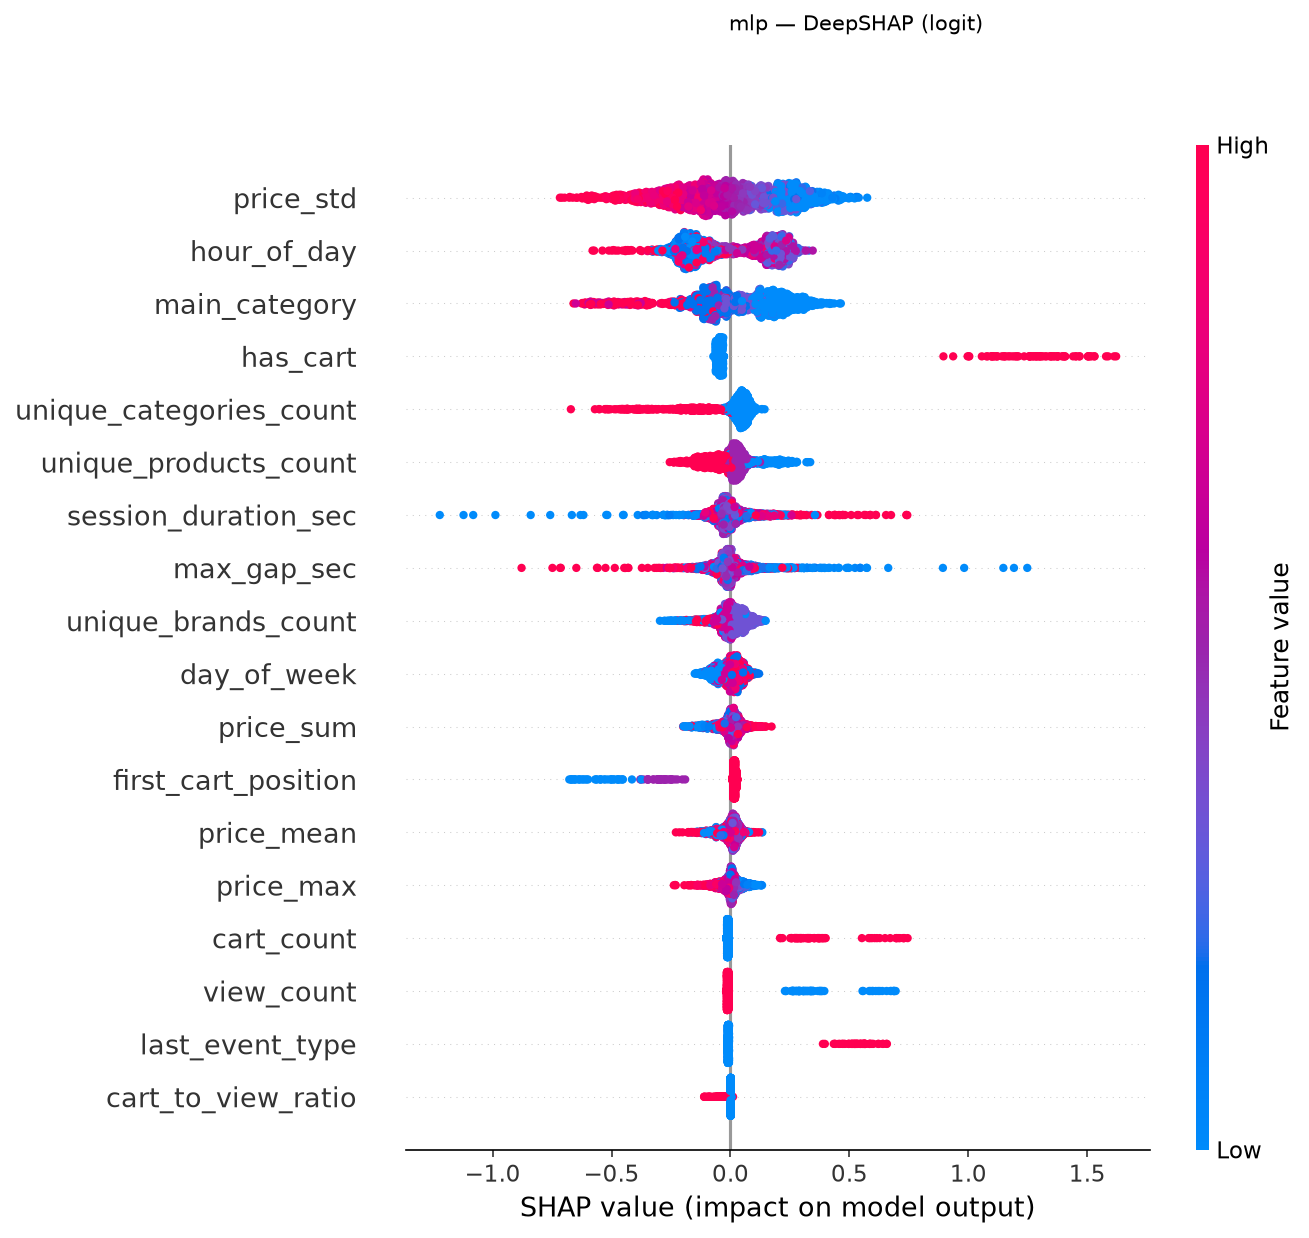 mlp — DeepSHAP (logit)
High
price_std
hour_of_day
main_category
has_cart
unique_categories_count
unique_products_count
session_duration_sec
max_gap_sec
unique_brands_count
day_of_week
price_sum
first_cart_position
price_mean
price_max
cart_count
view_count
last_event_type
cart_to_view_ratio
Feature value
Low
−1.0 −0.5 0.0 0.5 1.0 1.5
SHAP value (impact on model output)